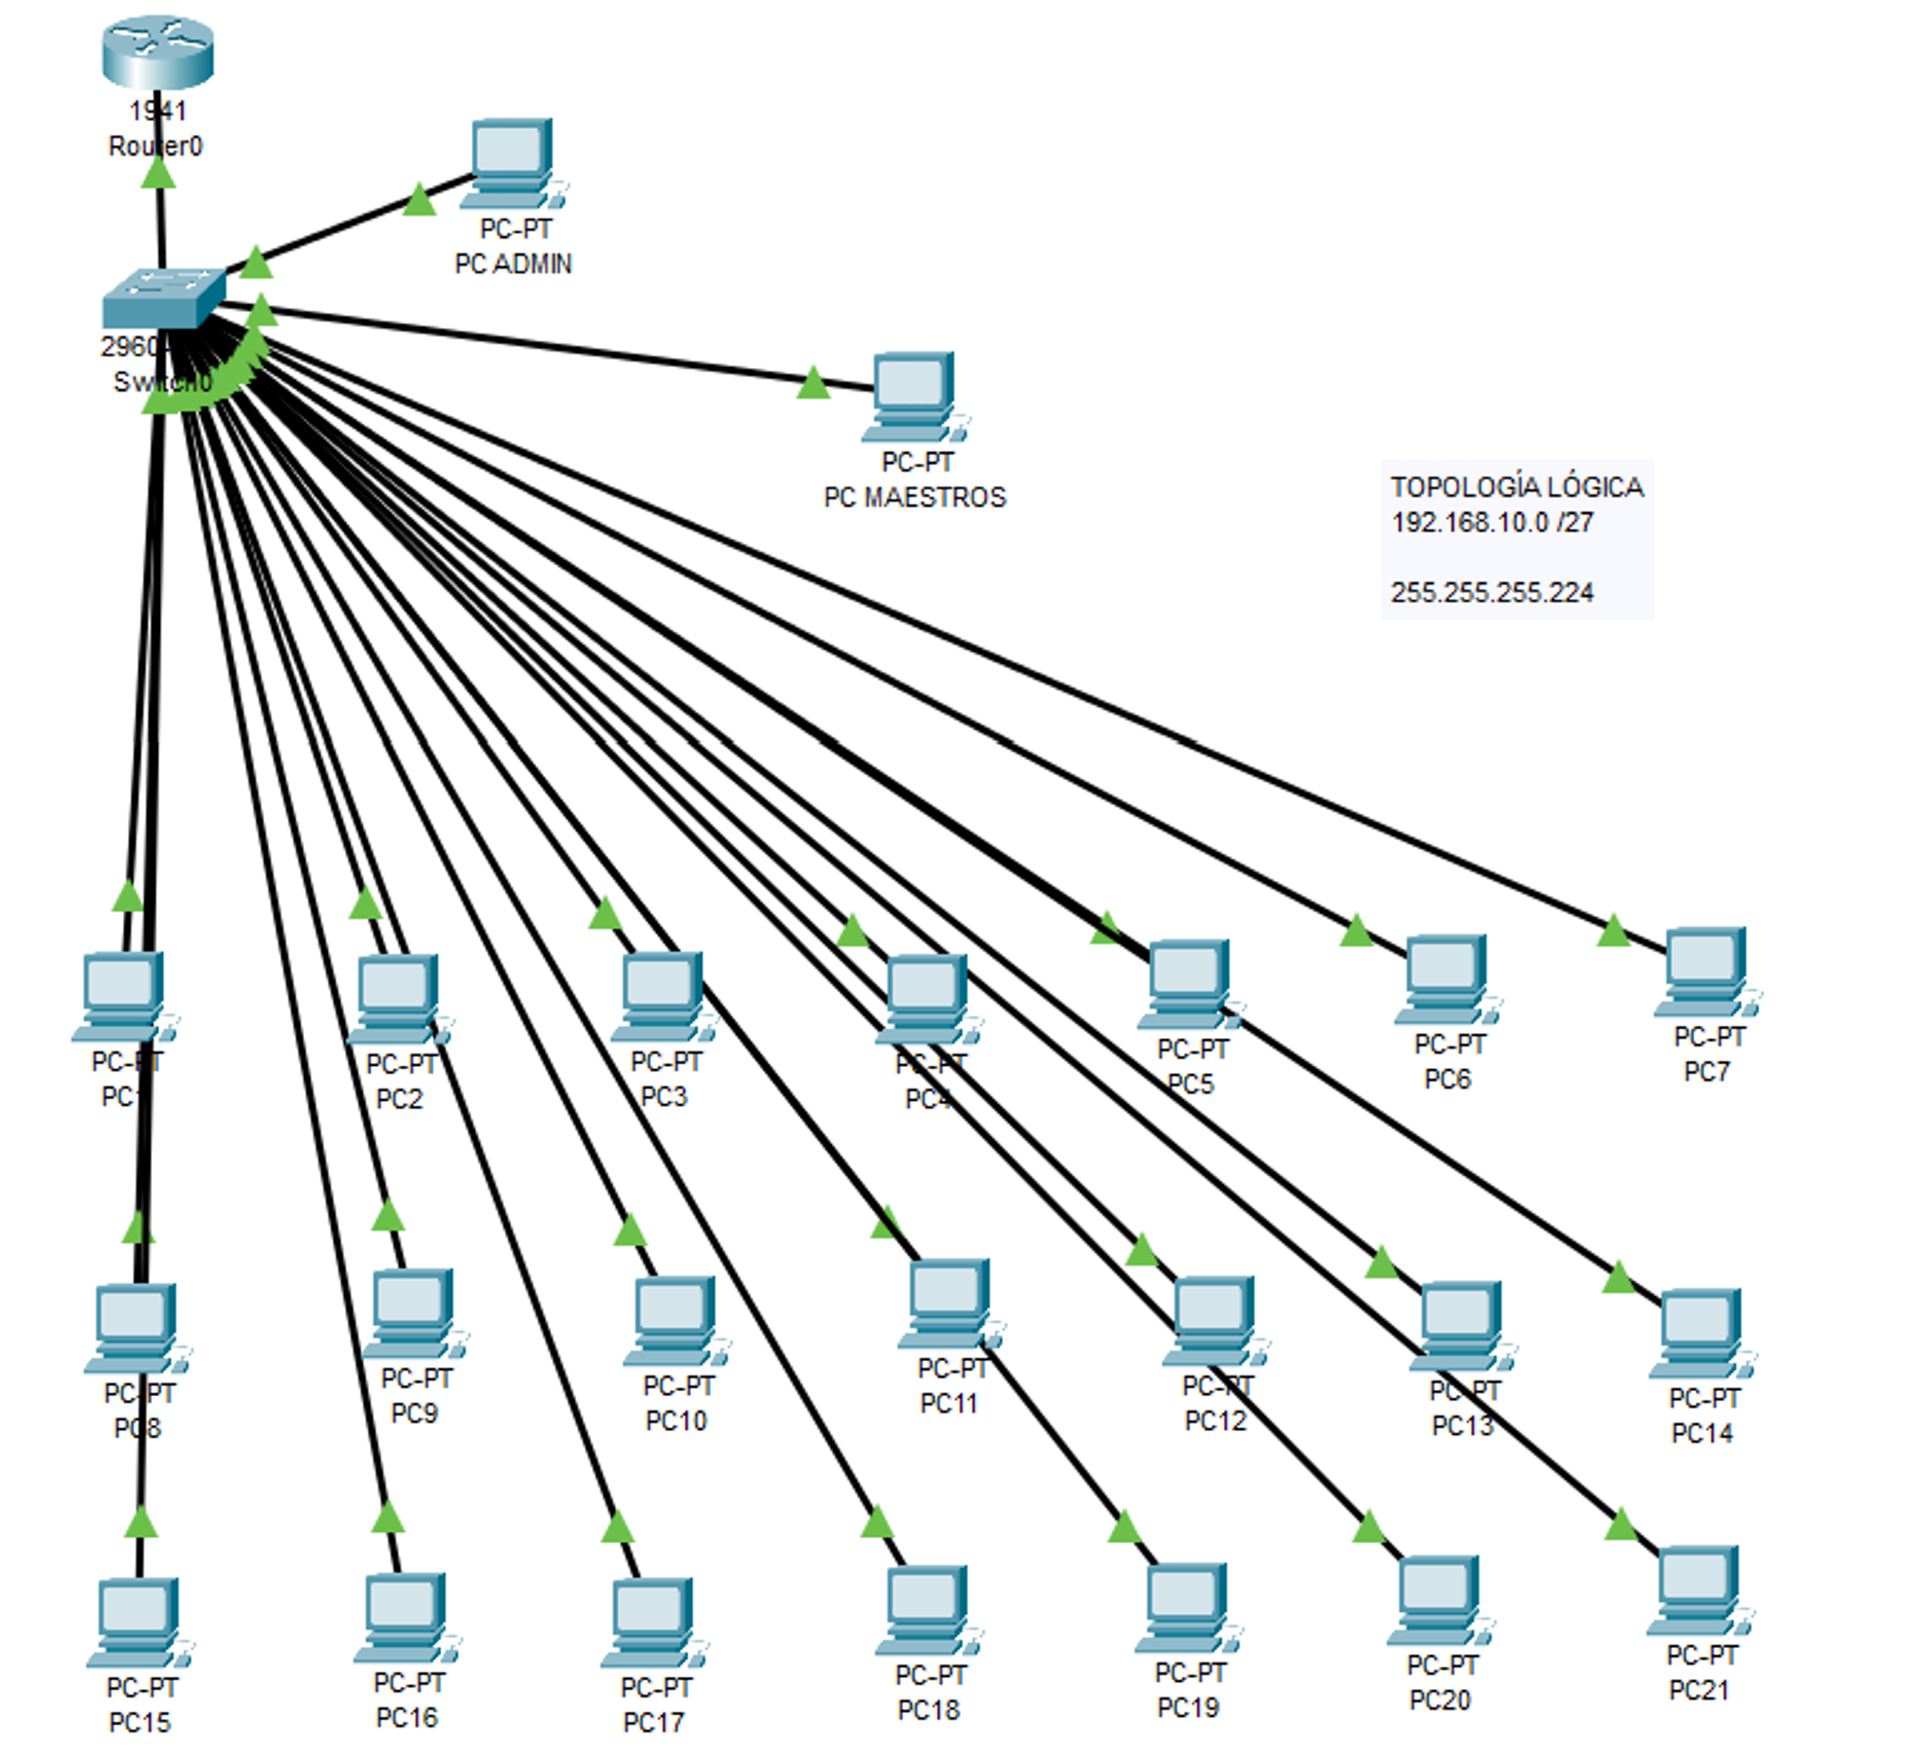 1941
Router0
PC-PT
PC ADMIN
2960
Switch0
PC-PT
PC MAESTROS
TOPOLOGÍA LÓGICA
192.168.10.0 /27
255.255.255.224
PC-PT
PC1
PC-PT
PC2
PC-PT
PC3
PC-PT
PC4
PC-PT
PC5
PC-PT
PC6
PC-PT
PC7
PC-PT
PC8
PC-PT
PC9
PC-PT
PC10
PC-PT
PC11
PC-PT
PC12
PC-PT
PC13
PC-PT
PC14
PC-PT
PC15
PC-PT
PC16
PC-PT
PC17
PC-PT
PC18
PC-PT
PC19
PC-PT
PC20
PC-PT
PC21